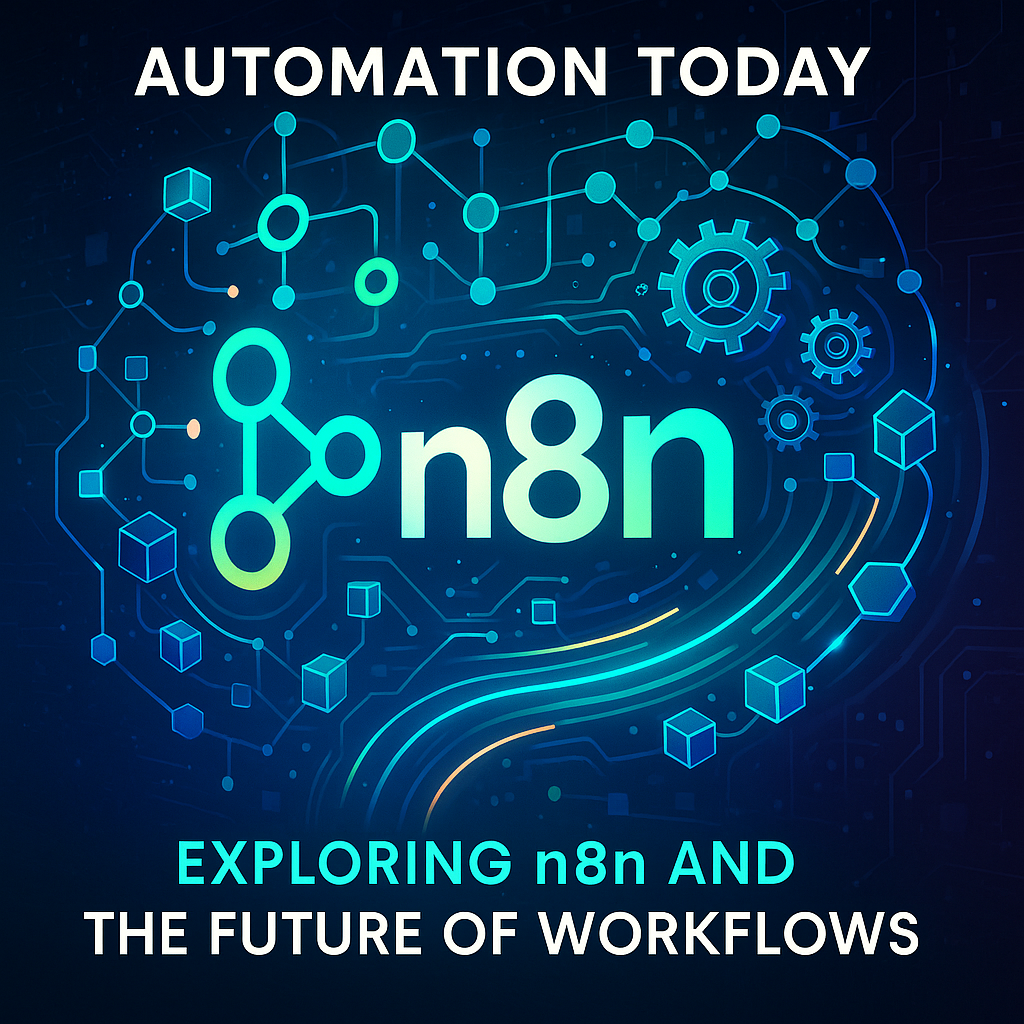 AUTOMATION TODAY
n8n
EXPLORING n8n AND
THE FUTURE OF WORKFLOWS